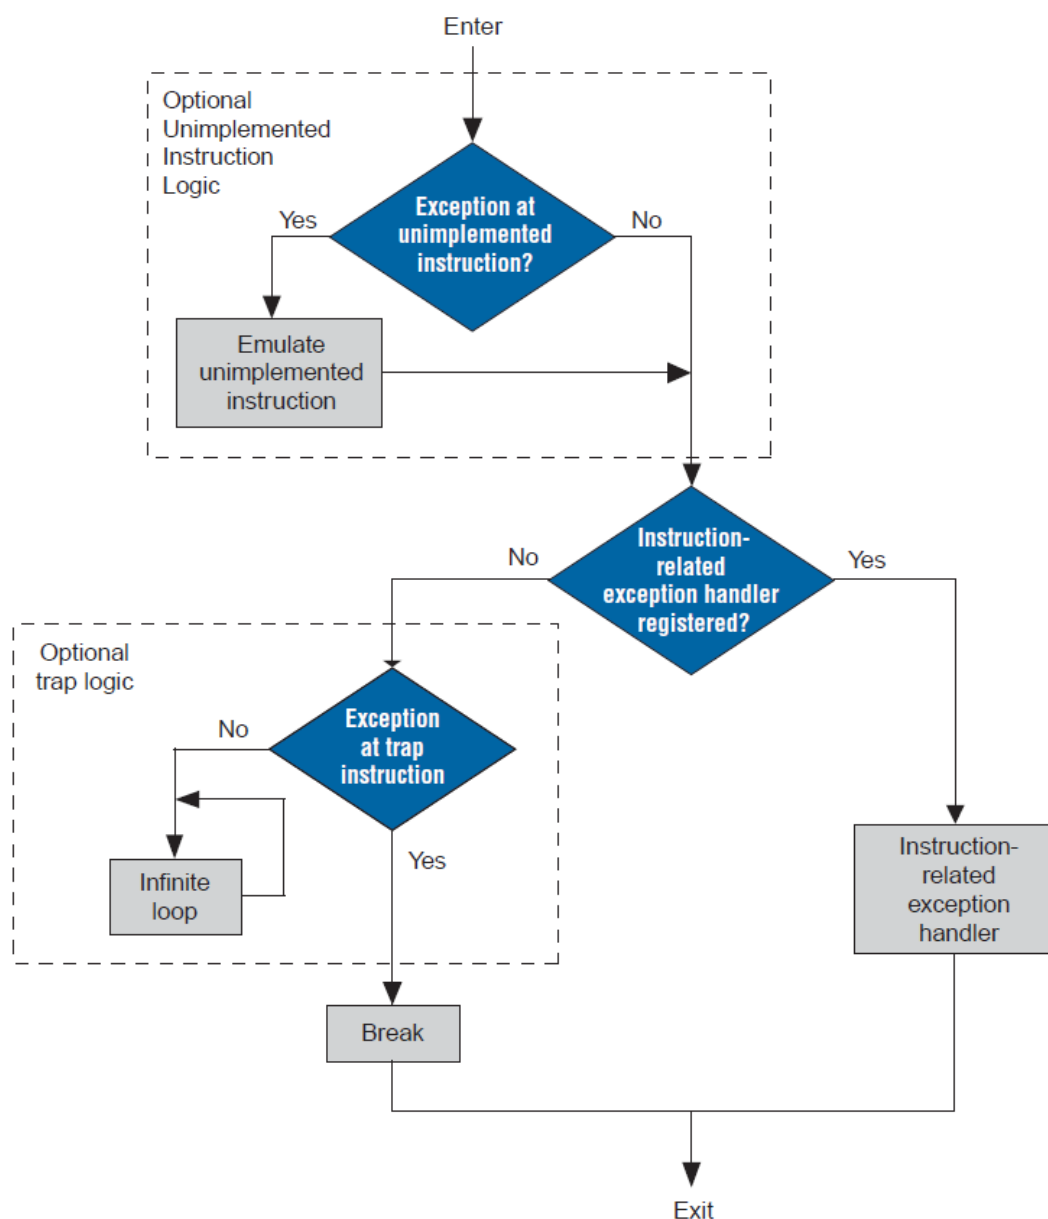 Enter
Optional
Unimplemented
Instruction
Logic
Exception at
unimplemented
instruction?
Yes
No
Emulate
unimplemented
instruction
Instruction-
related
exception handler
registered?
No
Yes
Optional
trap logic
Exception
at trap
instruction
No
Yes
Infinite
loop
Instruction-
related
exception
handler
Break
Exit